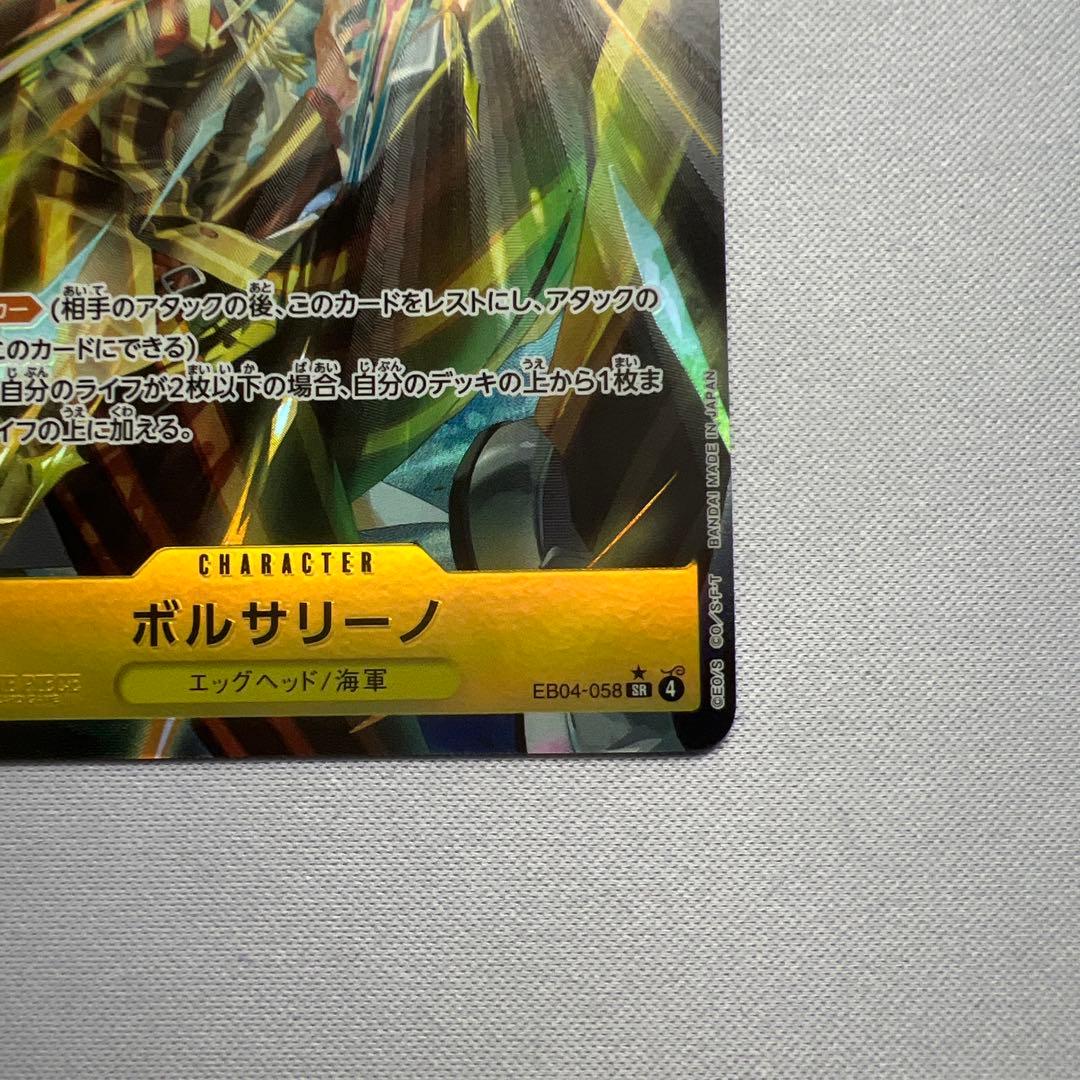 カー (相手のアタックの後、このカードをレストにし、アタックの
このカードにできる)
自分のライフが2枚以下の場合、自分のデッキの上から1枚ま
イフの上に加える。
CHARACTER
ボルサリーノ
エッグヘッド/海軍
EB04-058 SR 4
©EO/S CO/S·F·T BANDAI MADE IN JAPAN